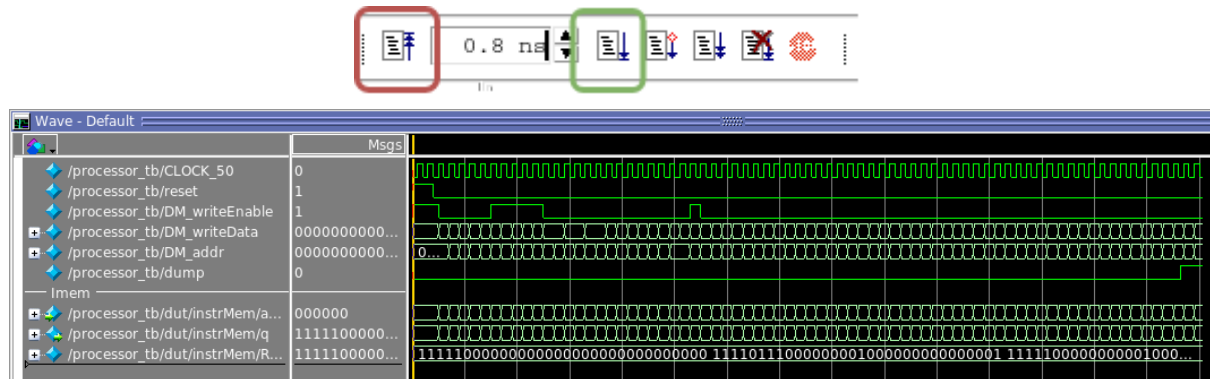 0.8 ns
Wave - Default
Msgs
/processor_tb/CLOCK_50 0
/processor_tb/reset 1
/processor_tb/DM_writeEnable 1
/processor_tb/DM_writeData 0000000000...
/processor_tb/DM_addr 0000000000... 0...
/processor_tb/dump 0
Imem
/processor_tb/dut/instrMem/a... 000000
/processor_tb/dut/instrMem/q 1111100000...
/processor_tb/dut/instrMem/R... 1111100000... 11111000000000000000000000000000 11110111000000001000000000000001 1111100000000001000...